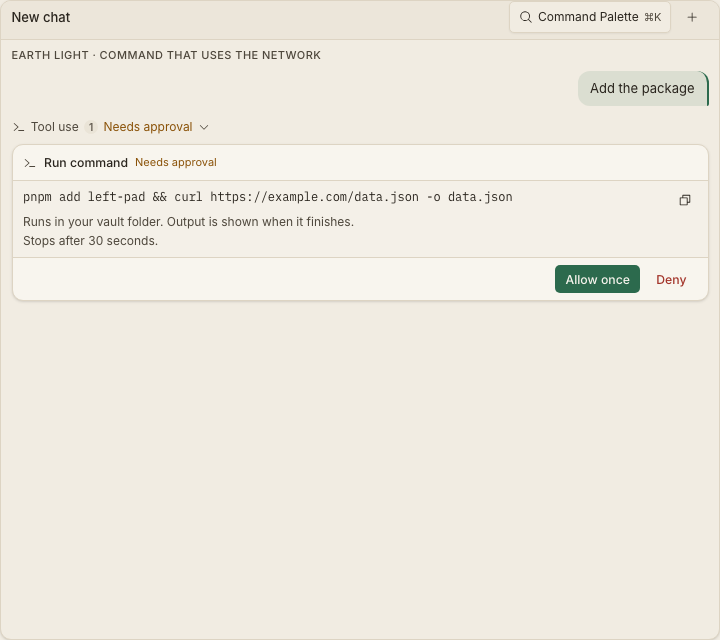 New chat
Command Palette ⌘K
EARTH LIGHT · COMMAND THAT USES THE NETWORK
Add the package
Tool use 1 Needs approval
Run command Needs approval
pnpm add left-pad && curl https://example.com/data.json -o data.json
Runs in your vault folder. Output is shown when it finishes.
Stops after 30 seconds.
Allow once Deny